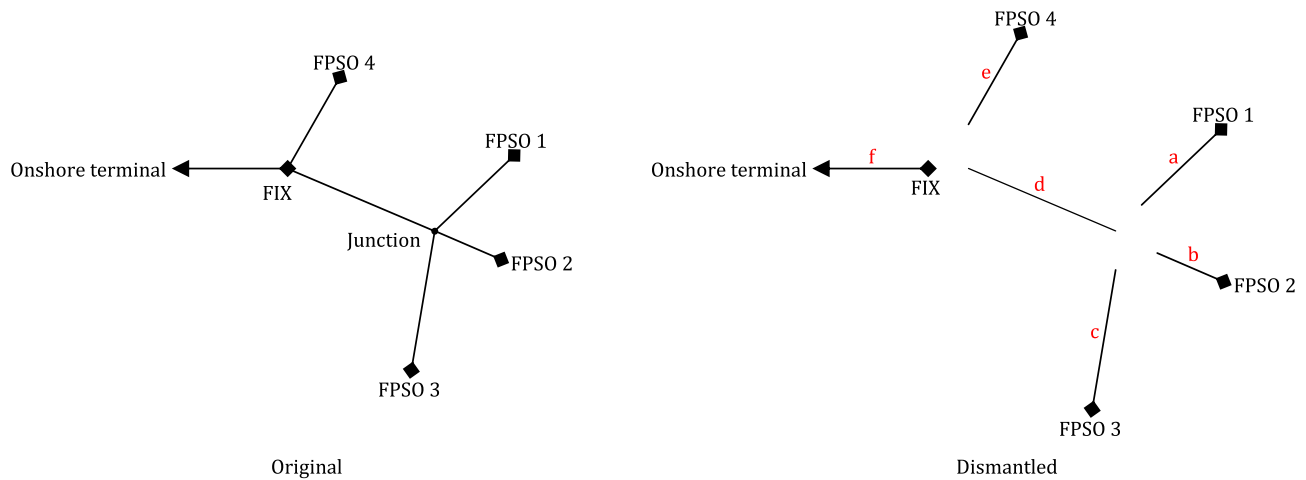 FPSO 4
FPSO 1
Onshore terminal
FIX
Junction
FPSO 2
FPSO 3
Original
FPSO 4
e
FPSO 1
a
f
Onshore terminal
FIX
d
b
FPSO 2
c
FPSO 3
Dismantled